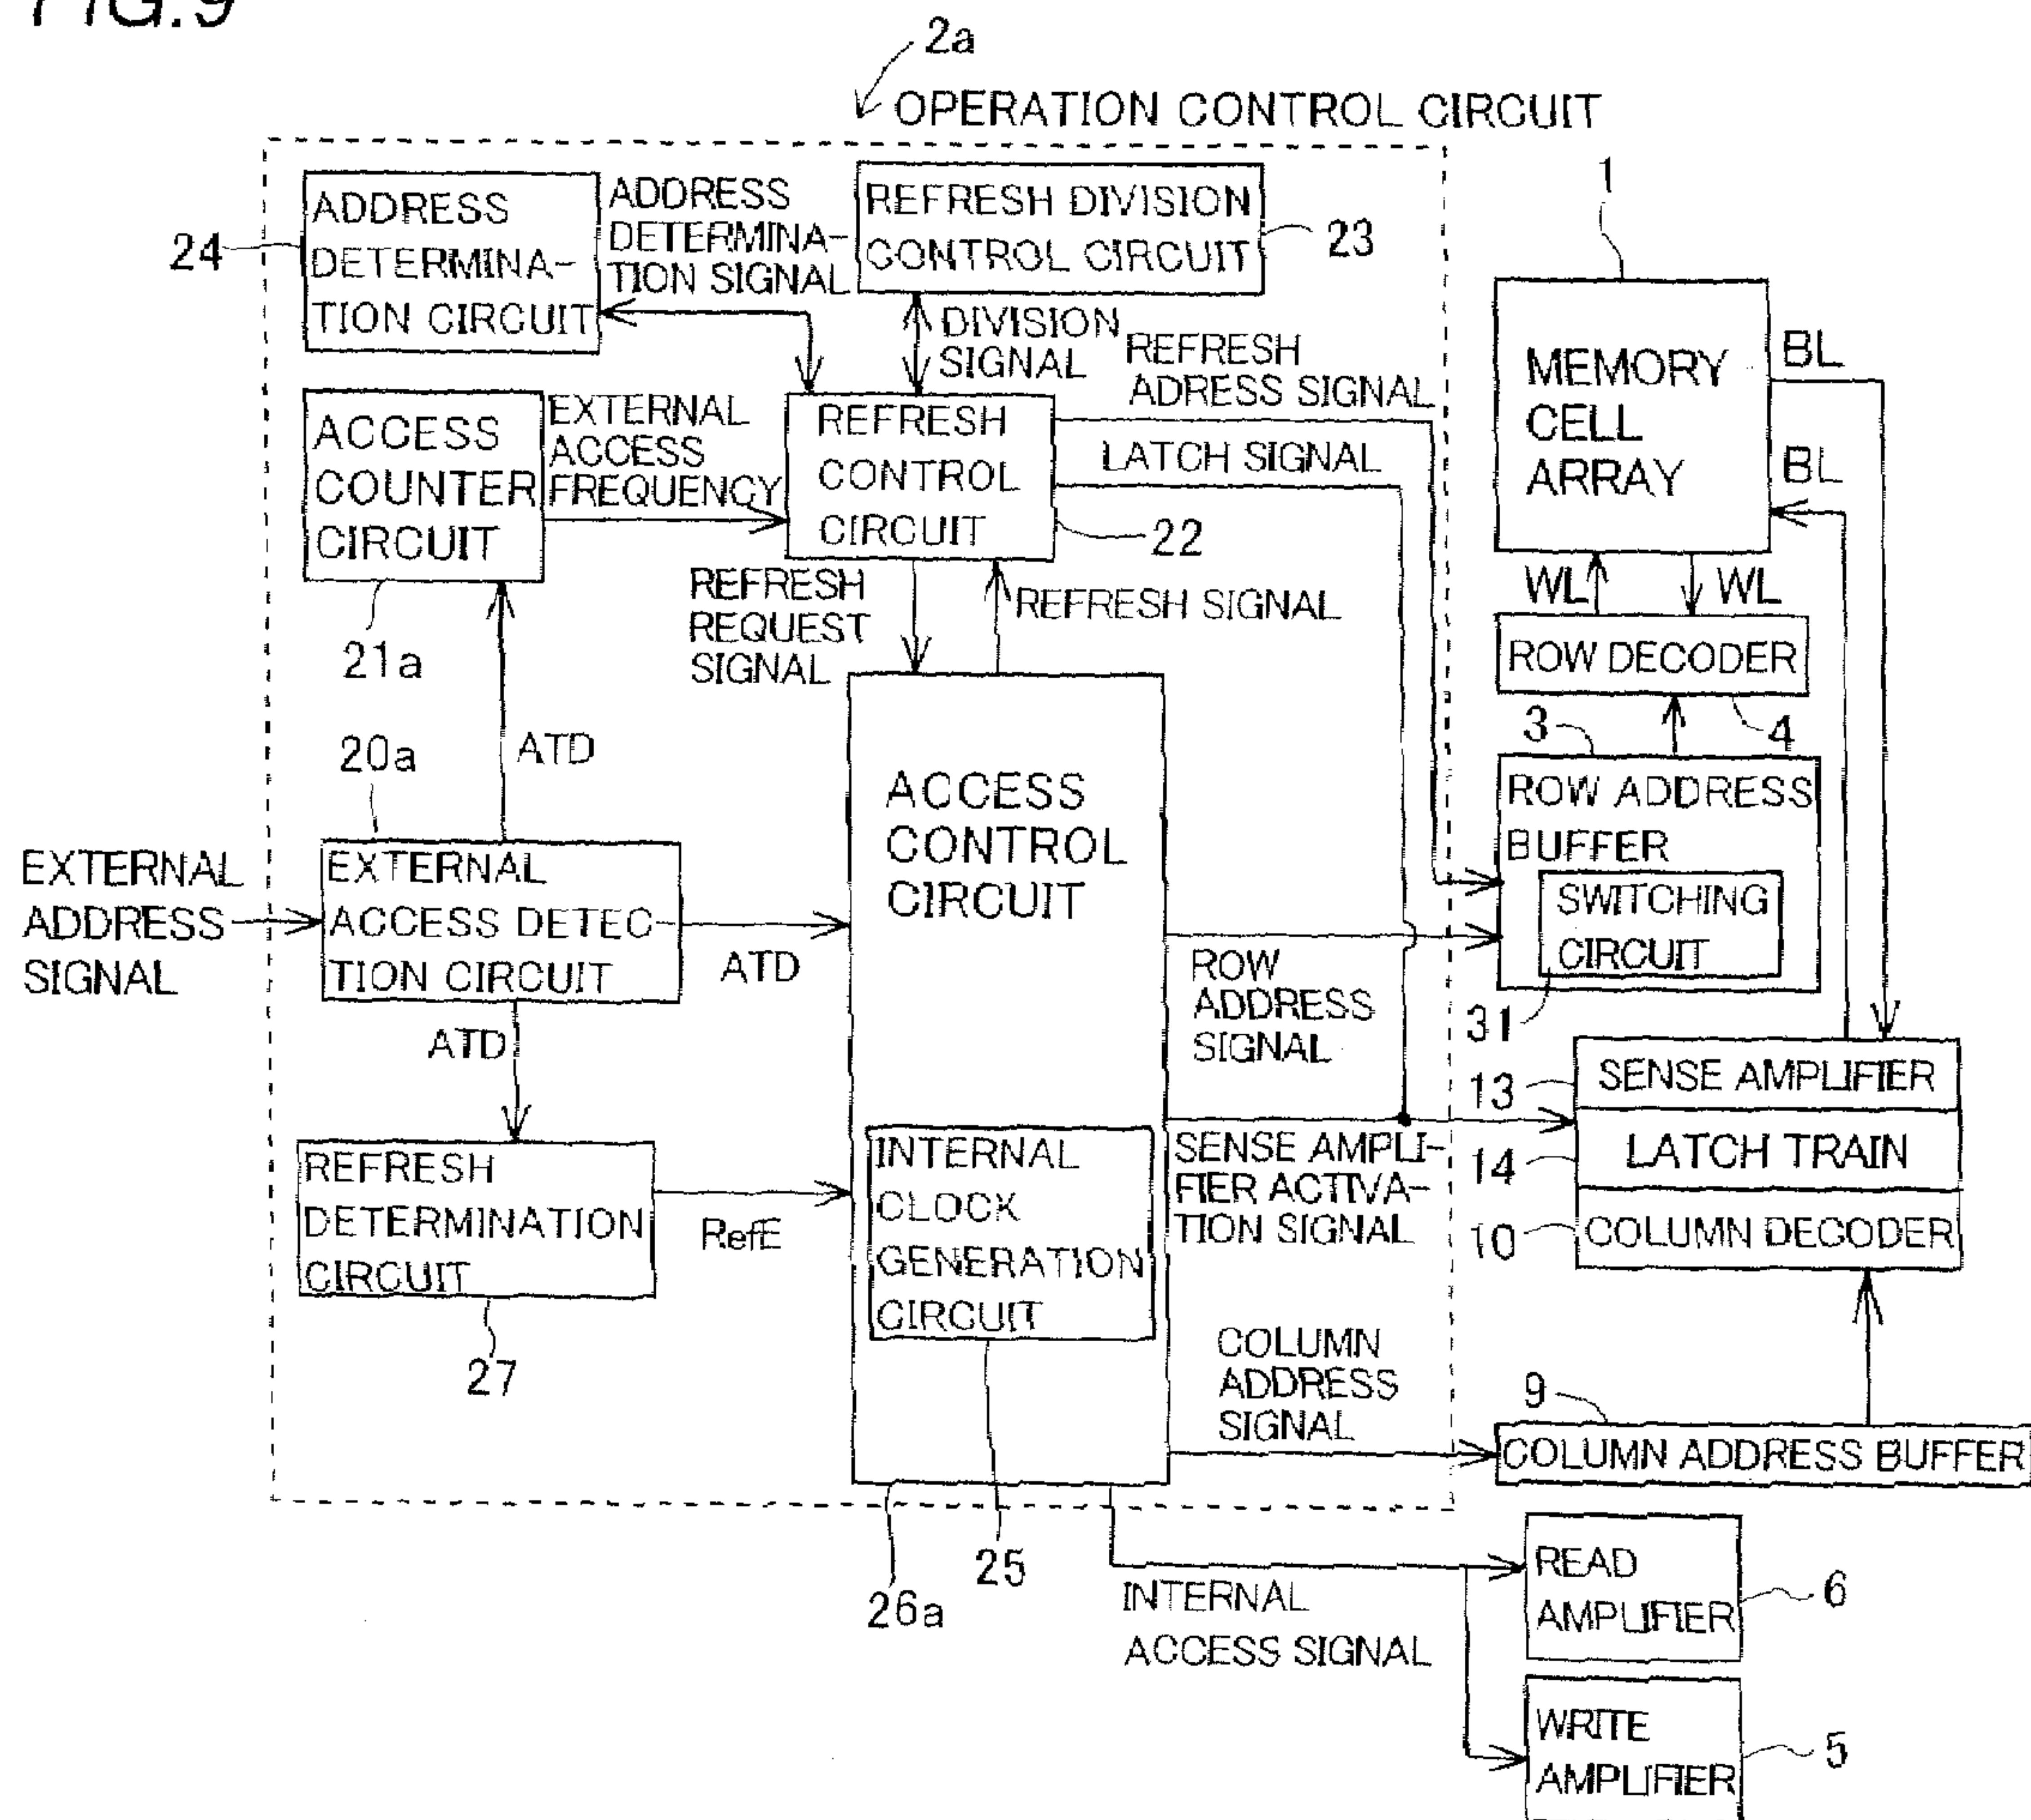 FIG.9
2a
OPERATION CONTROL CIRCUIT
24
ADDRESS
DETERMINA-
TION CIRCUIT
ADDRESS
DETERMINA-
TION SIGNAL
REFRESH DIVISION
CONTROL CIRCUIT
23
DIVISION
SIGNAL
REFRESH
ADRESS SIGNAL
LATCH SIGNAL
1
MEMORY
CELL
ARRAY
BL
BL
ACCESS
COUNTER
CIRCUIT
21a
EXTERNAL
ACCESS
FREQUENCY
REFRESH
CONTROL
CIRCUIT
22
REFRESH
REQUEST
SIGNAL
REFRESH SIGNAL
WL
WL
ROW DECODER
4
3
ROW ADDRESS
BUFFER
SWITCHING
CIRCUIT
31
ATD
20a
EXTERNAL
ADDRESS
SIGNAL
EXTERNAL
ACCESS DETEC-
TION CIRCUIT
ATD
ATD
ACCESS
CONTROL
CIRCUIT
ROW
ADDRESS
SIGNAL
REFRESH
DETERMINATION
CIRCUIT
27
RefE
INTERNAL
CLOCK
GENERATION
CIRCUIT
SENSE AMPLI-
FIER ACTIVA-
TION SIGNAL
13
SENSE AMPLIFIER
14
LATCH TRAIN
10
COLUMN DECODER
COLUMN
ADDRESS
SIGNAL
9
COLUMN ADDRESS BUFFER
26a
25
INTERNAL
ACCESS SIGNAL
READ
AMPLIFIER
6
WRITE
AMPLIFIER
5